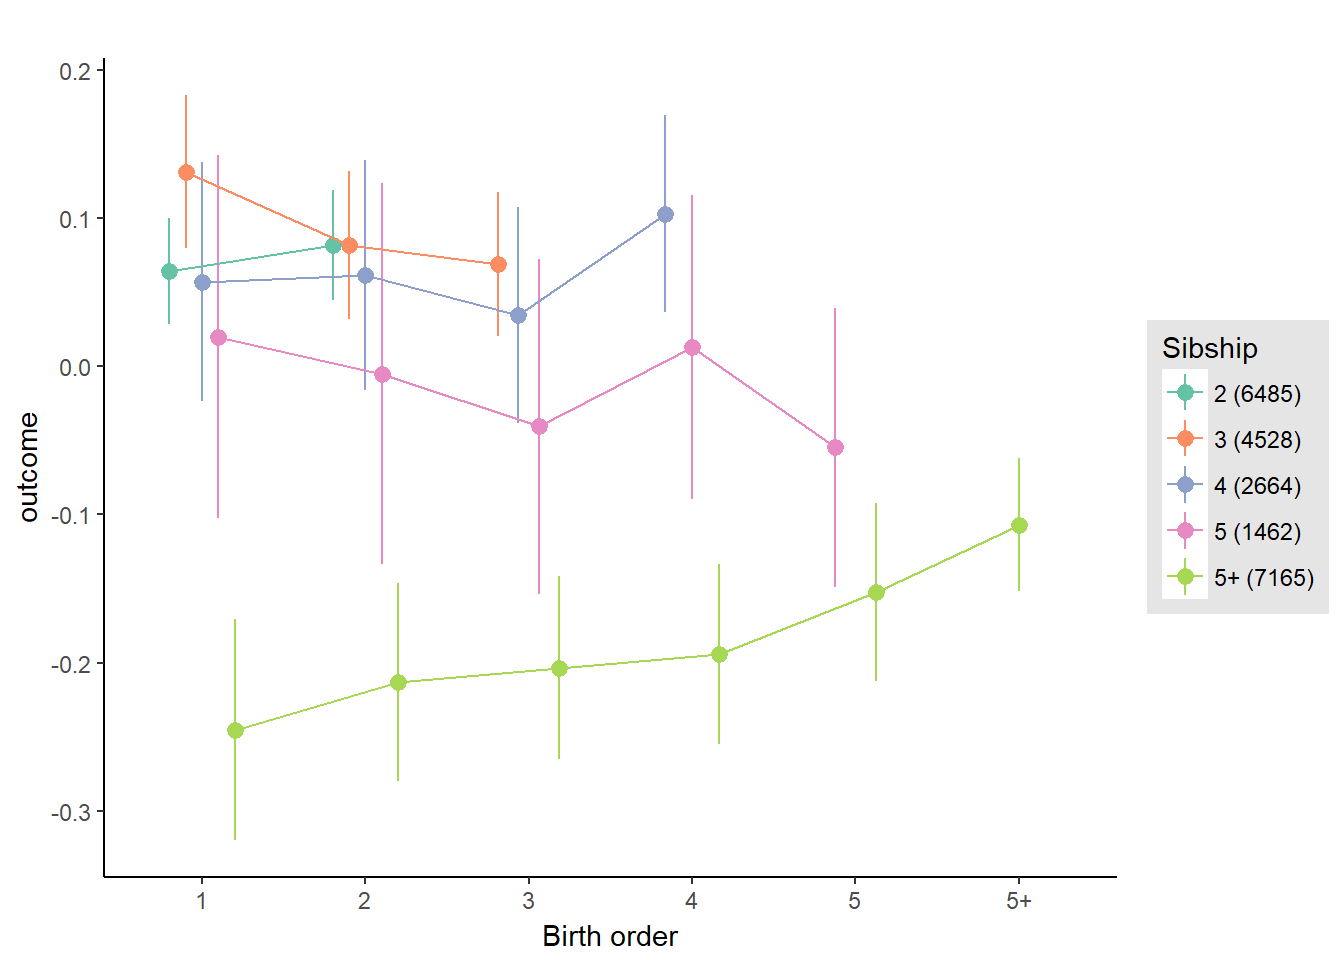 0.2
0.1
0.0
-0.1
-0.2
-0.3
outcome
1 2 3 4 5 5+
Birth order
Sibship
2 (6485)
3 (4528)
4 (2664)
5 (1462)
5+ (7165)